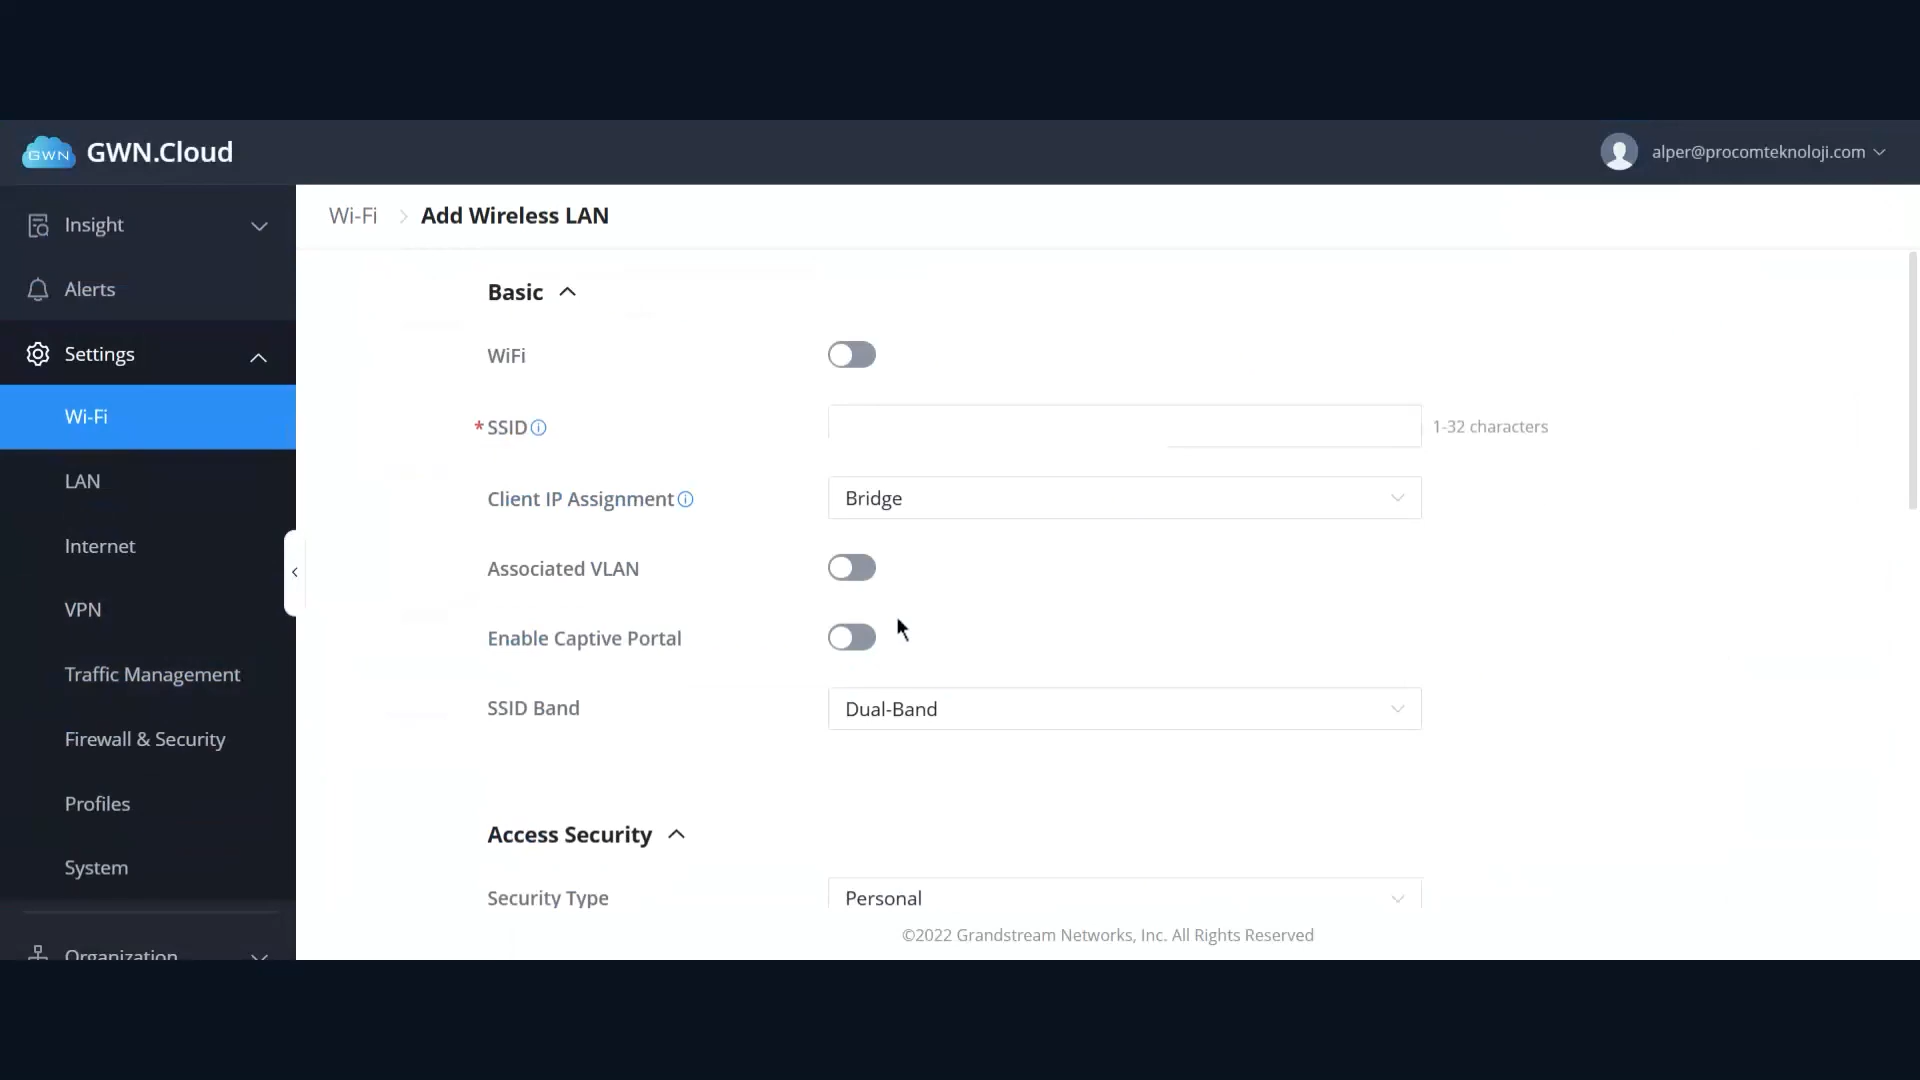 GWN GWN.Cloud
alper@procomteknoloji.com
Insight
Alerts
Settings
Wi-Fi
LAN
Internet
VPN
Traffic Management
Firewall & Security
Profiles
System
Organization
Wi-Fi > Add Wireless LAN
Basic
WiFi
* SSID
1-32 characters
Client IP Assignment
Bridge
Associated VLAN
Enable Captive Portal
SSID Band
Dual-Band
Access Security
Security Type
Personal
©2022 Grandstream Networks, Inc. All Rights Reserved